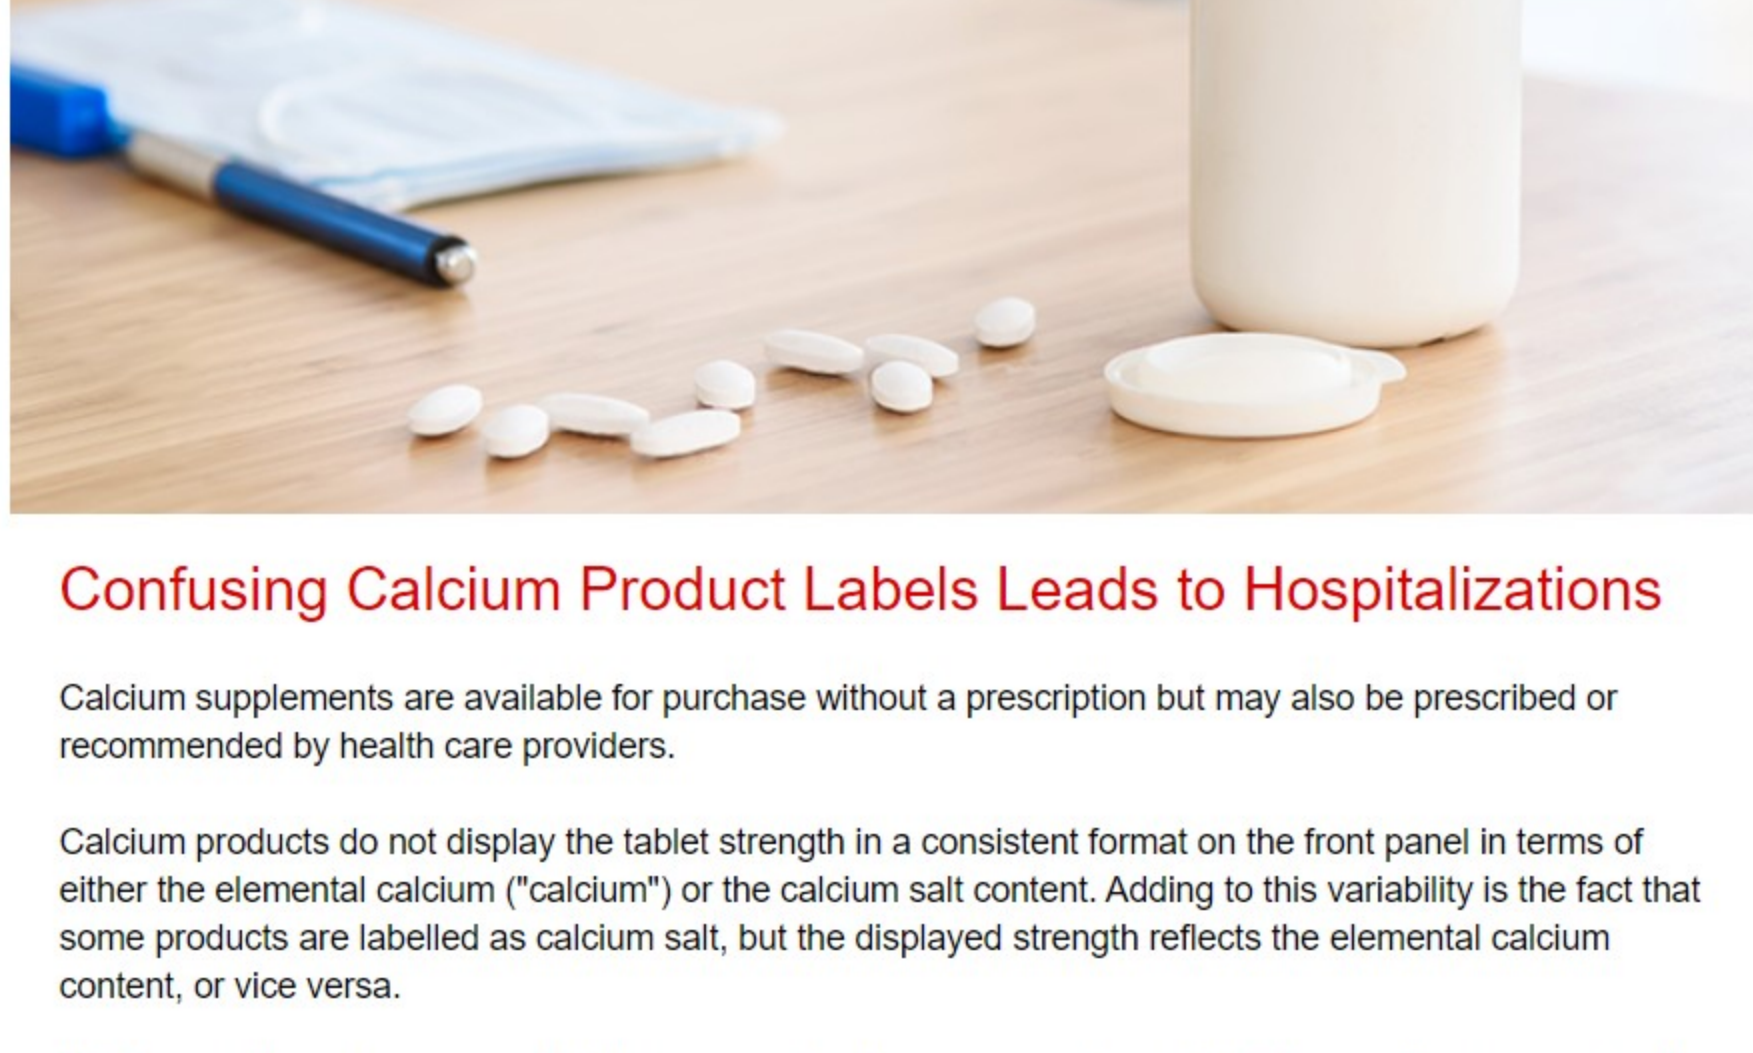 Confusing Calcium Product Labels Leads to Hospitalizations
Calcium supplements are available for purchase without a prescription but may also be prescribed or
recommended by health care providers.
Calcium products do not display the tablet strength in a consistent format on the front panel in terms of
either the elemental calcium ("calcium") or the calcium salt content. Adding to this variability is the fact that
some products are labelled as calcium salt, but the displayed strength reflects the elemental calcium
content, or vice versa.